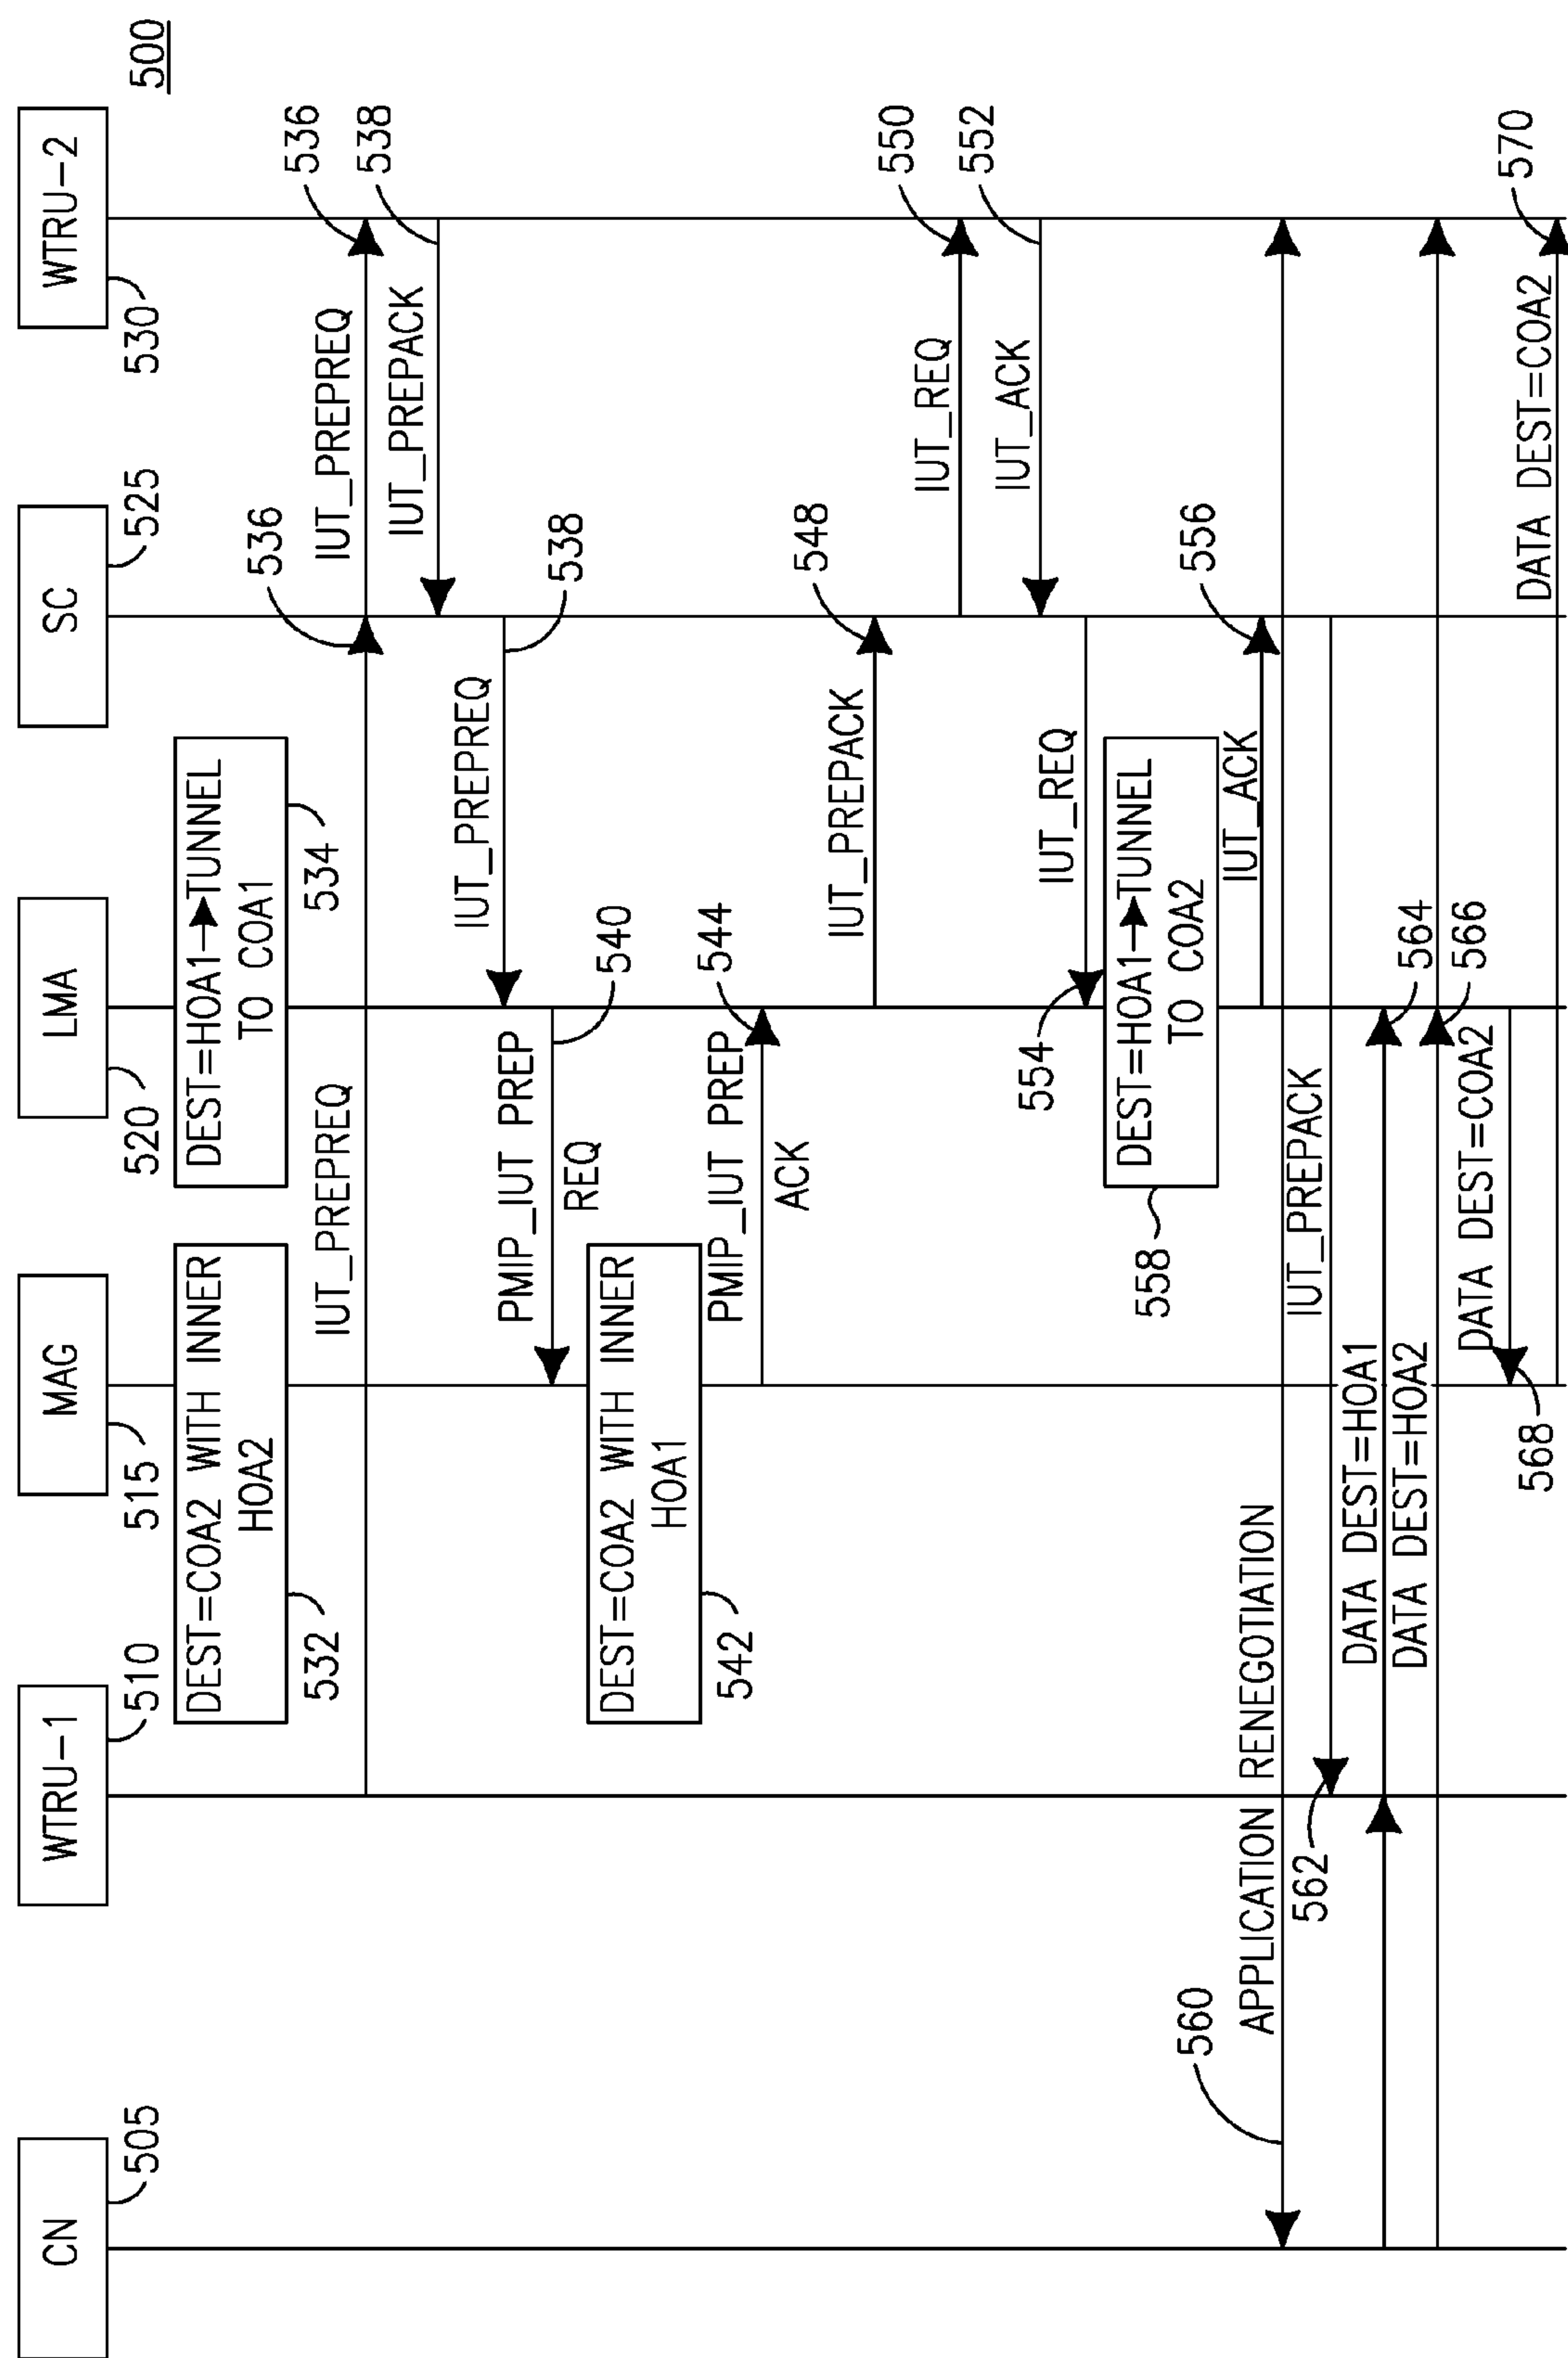 500
CN
505
WTRU-1
510
MAG
515
LMA
520
SC
525
WTRU-2
530
DEST=COA2 WITH INNER
HOA2
532
DEST=HOA1→TUNNEL
TO COA1
534
IUT_PREPREQ
536
IUT_PREPREQ
536
IUT_PREPACK
538
IUT_PREPREQ
538
PMIP_IUT PREP
REQ
540
DEST=COA2 WITH INNER
HOA1
542
PMIP_IUT PREP
ACK
544
IUT_PREPACK
548
IUT_REQ
550
IUT_ACK
552
IUT_REQ
554
DEST=HOA1→TUNNEL
TO COA2
558
IUT_ACK
556
APPLICATION RENEGOTIATION
560
IUT_PREPACK
562
DATA DEST=HOA1
564
DATA DEST=HOA2
566
DATA DEST=COA2
568
DATA DEST=COA2
570